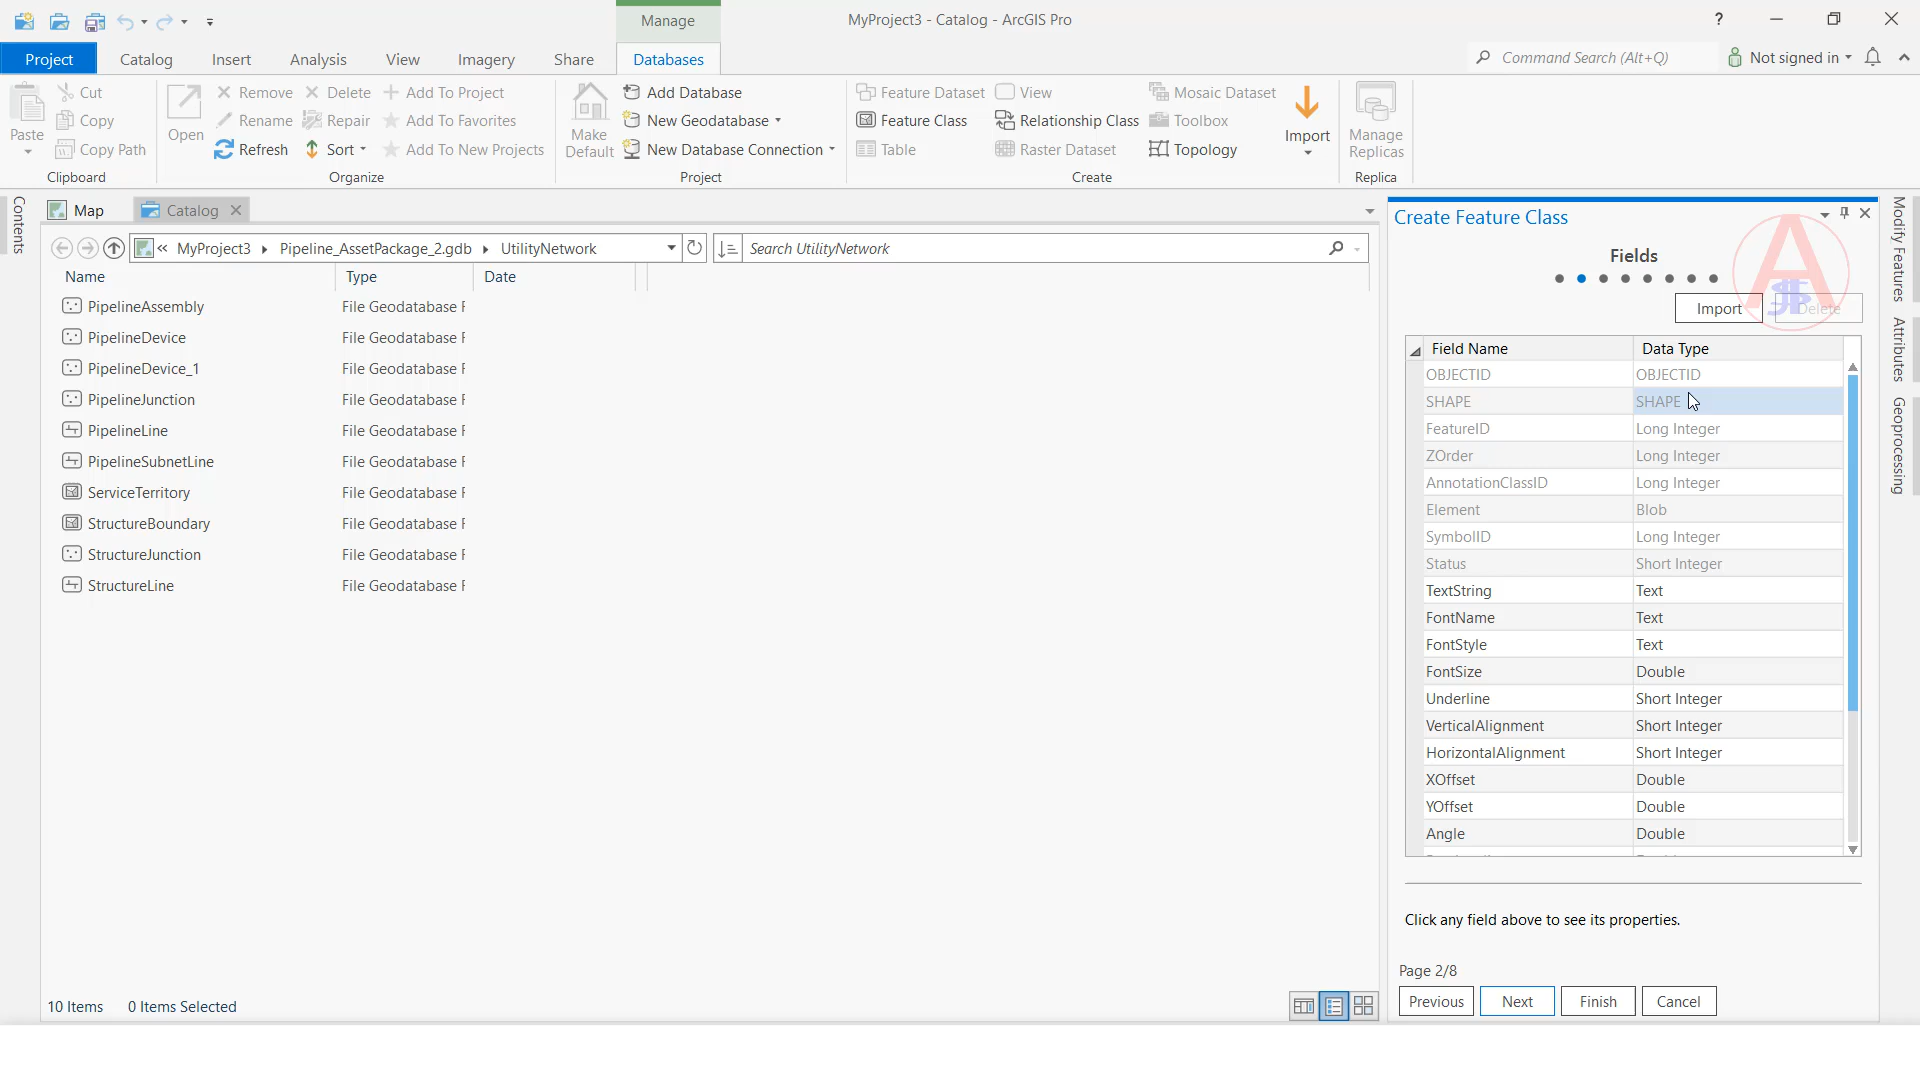 Manage
MyProject3 - Catalog - ArcGIS Pro
?
Project
Catalog
Insert
Analysis
View
Imagery
Share
Databases
Command Search (Alt+Q)
Not signed in
Paste
Cut
Copy
Copy Path
Clipboard
Open
Remove
Delete
Add To Project
Rename
Repair
Add To Favorites
Refresh
Sort
Add To New Projects
Organize
Make Default
Add Database
New Geodatabase
New Database Connection
Project
Feature Dataset
View
Mosaic Dataset
Feature Class
Relationship Class
Toolbox
Table
Raster Dataset
Topology
Create
Import
Manage Replicas
Replica
Contents
Map
Catalog
« MyProject3 Pipeline_AssetPackage_2.gdb UtilityNetwork
Search UtilityNetwork
Name Type Date
PipelineAssembly File Geodatabase F
PipelineDevice File Geodatabase F
PipelineDevice_1 File Geodatabase F
PipelineJunction File Geodatabase F
PipelineLine File Geodatabase F
PipelineSubnetLine File Geodatabase F
ServiceTerritory File Geodatabase F
StructureBoundary File Geodatabase F
StructureJunction File Geodatabase F
StructureLine File Geodatabase F
10 Items 0 Items Selected
Create Feature Class
Fields
Import
Delete
Field Name Data Type
OBJECTID OBJECTID
SHAPE SHAPE
FeatureID Long Integer
ZOrder Long Integer
AnnotationClassID Long Integer
Element Blob
SymbolID Long Integer
Status Short Integer
TextString Text
FontName Text
FontStyle Text
FontSize Double
Underline Short Integer
VerticalAlignment Short Integer
HorizontalAlignment Short Integer
XOffset Double
YOffset Double
Angle Double
Click any field above to see its properties.
Page 2/8
Previous
Next
Finish
Cancel
Modify Features
Attributes
Geoprocessing